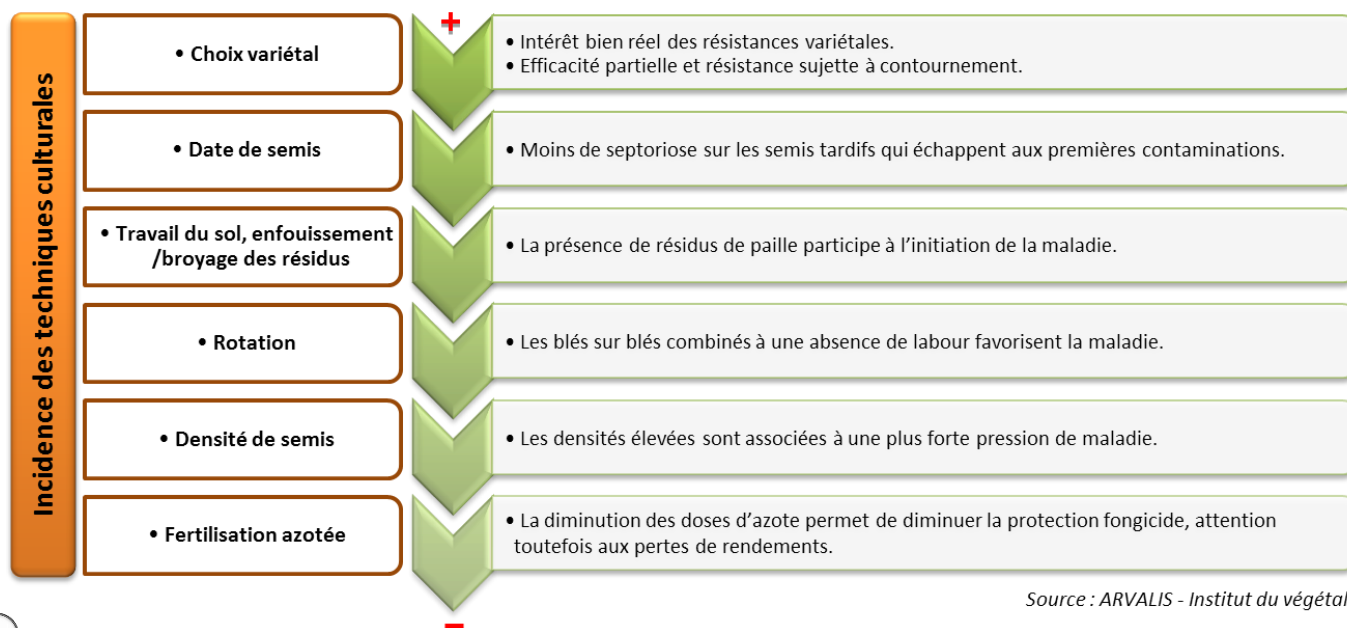 Incidence des techniques culturales
+
• Choix variétal
• Intérêt bien réel des résistances variétales.
• Efficacité partielle et résistance sujette à contournement.
• Date de semis
• Moins de septoriose sur les semis tardifs qui échappent aux premières contaminations.
• Travail du sol, enfouissement
/broyage des résidus
• La présence de résidus de paille participe à l'initiation de la maladie.
• Rotation
• Les blés sur blés combinés à une absence de labour favorisent la maladie.
• Densité de semis
• Les densités élevées sont associées à une plus forte pression de maladie.
• Fertilisation azotée
• La diminution des doses d'azote permet de diminuer la protection fongicide, attention
toutefois aux pertes de rendements.
Source : ARVALIS - Institut du végétal
-